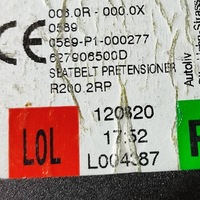 008.0R - 000.0X
CE
0589
0589-P1-000277
627906500D
SEATBELT PRETENSIONER
R200.2RP
Autoliv
120820
LOL
17:52
L004387